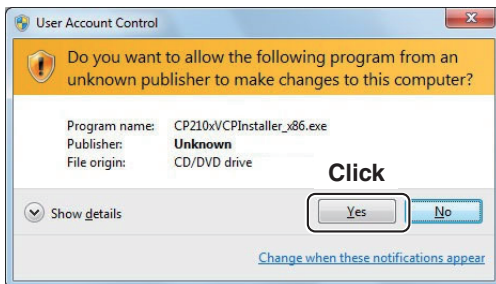 User Account Control
Do you want to allow the following program from an
unknown publisher to make changes to this computer?
Program name: CP210xVCPInstaller_x86.exe
Publisher: Unknown
File origin: CD/DVD drive
Click
Show details Yes No
Change when these notifications appear